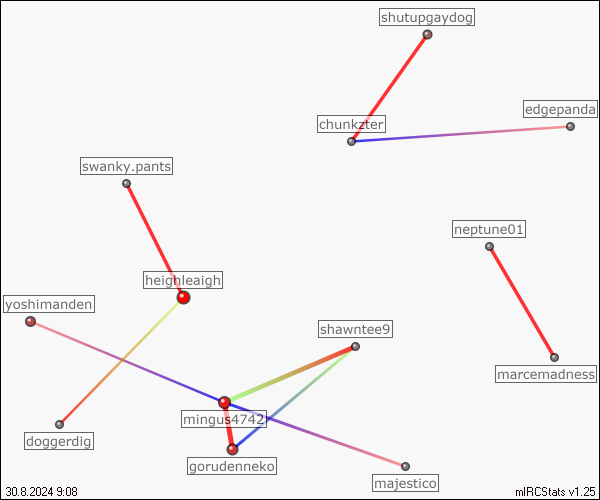 shutupgaydog
edgepanda
chunkzter
swanky.pants
neptune01
heighleaigh
yoshimanden
shawntee9
marcemadness
mingus4742
doggerdig
gorudenneko
majestico
30.8.2024 9:08
mIRCStats v1.25